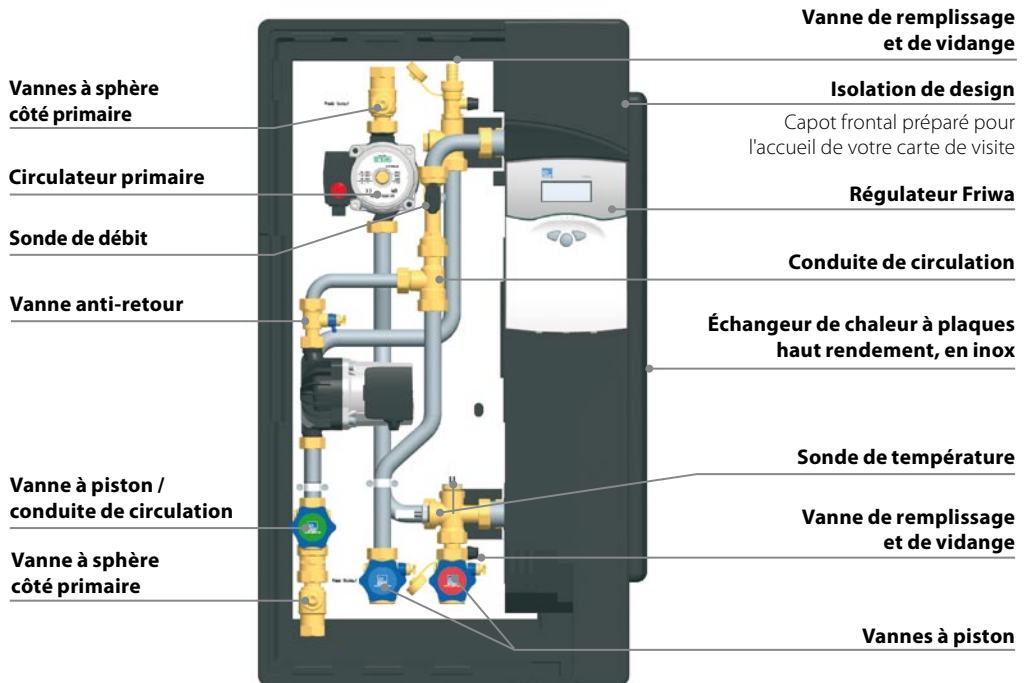 Vannes à sphère
côté primaire
Circulateur primaire
Sonde de débit
Vanne anti-retour
Vanne à piston /
conduite de circulation
Vanne à sphère
côté primaire
Vanne de remplissage
et de vidange
Isolation de design
Capot frontal préparé pour
l'accueil de votre carte de visite
Régulateur Friwa
Conduite de circulation
Échangeur de chaleur à plaques
haut rendement, en inox
Sonde de température
Vanne de remplissage
et de vidange
Vannes à piston